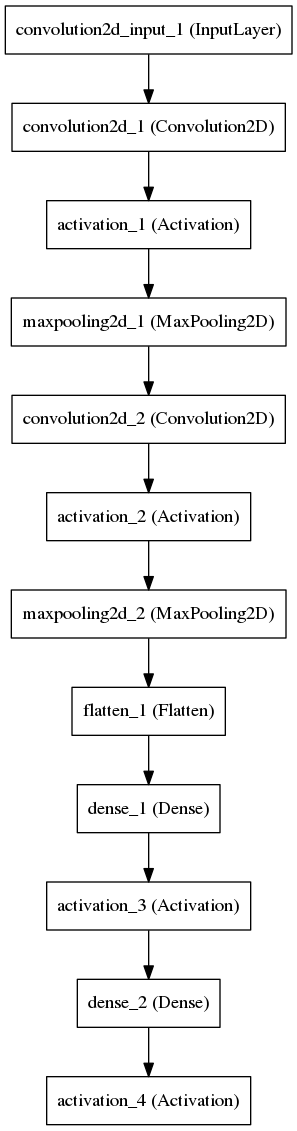 convolution2d_input_1 (InputLayer)
convolution2d_1 (Convolution2D)
activation_1 (Activation)
maxpooling2d_1 (MaxPooling2D)
convolution2d_2 (Convolution2D)
activation_2 (Activation)
maxpooling2d_2 (MaxPooling2D)
flatten_1 (Flatten)
dense_1 (Dense)
activation_3 (Activation)
dense_2 (Dense)
activation_4 (Activation)